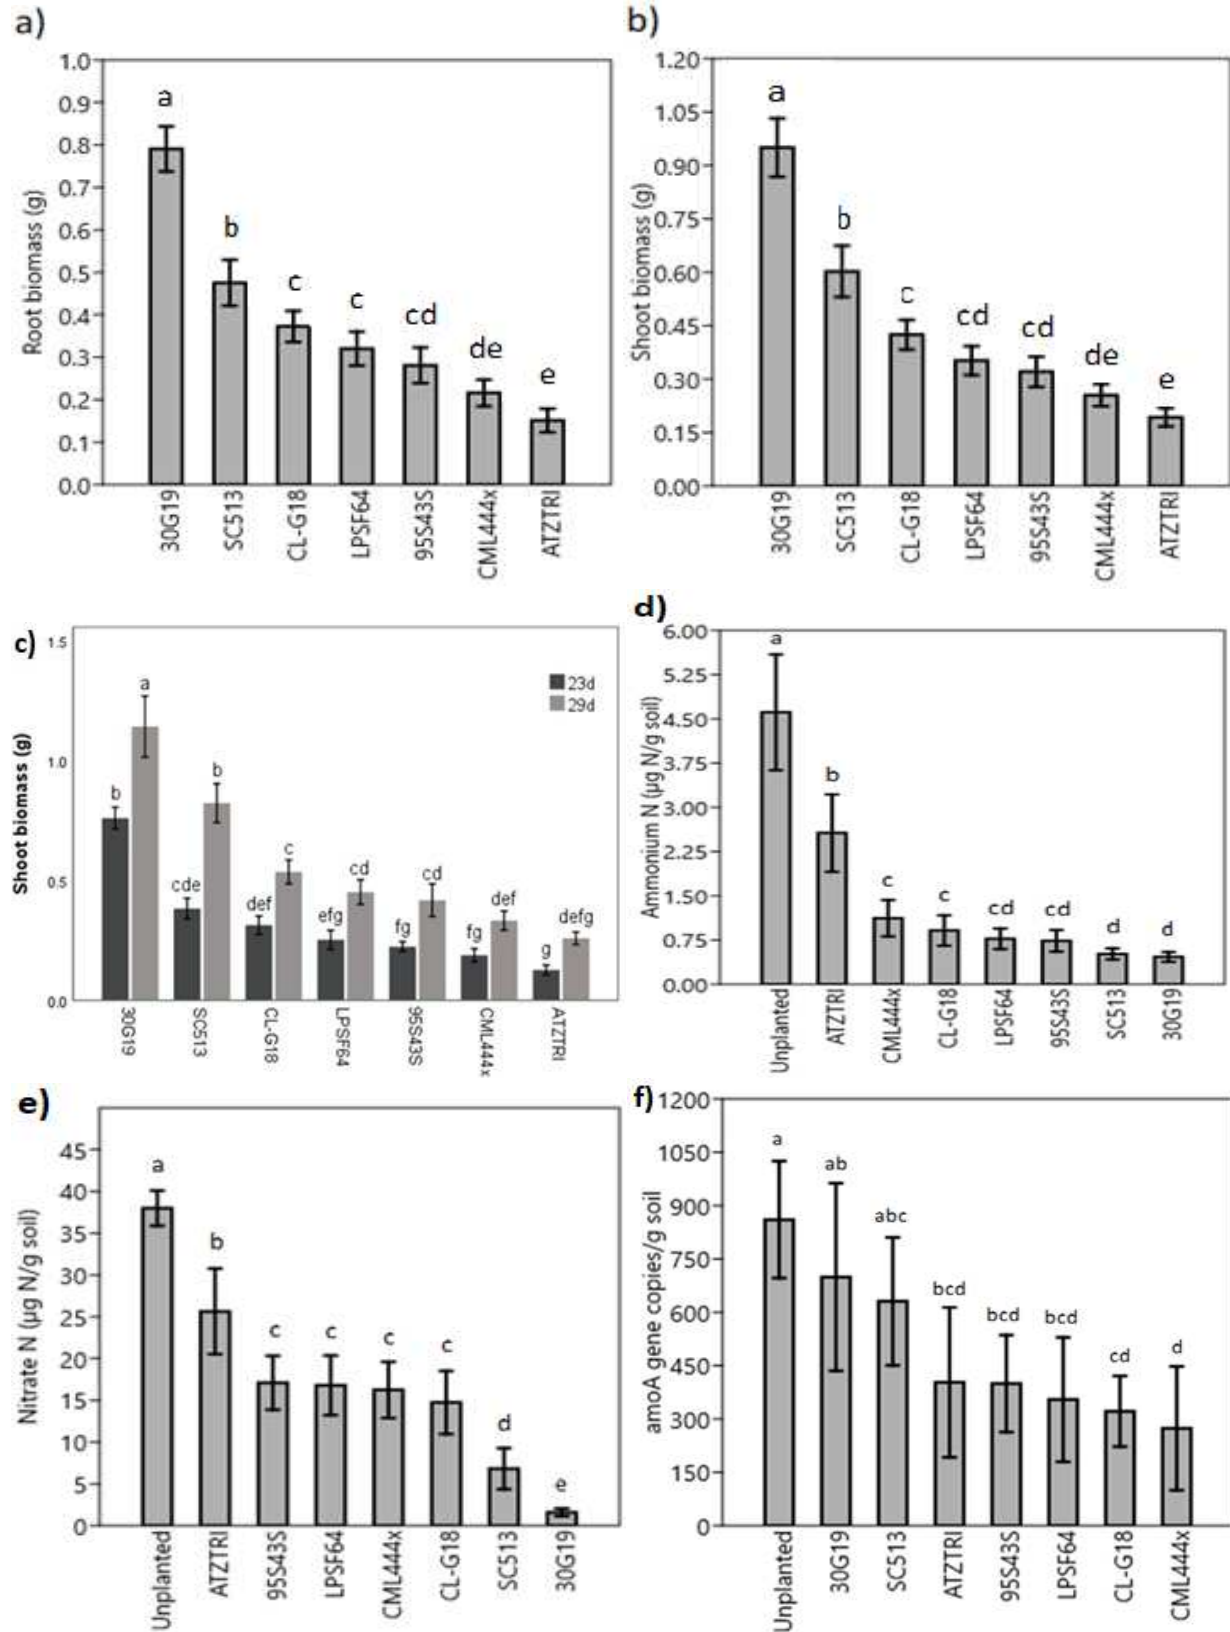 a)
Root biomass (g)
1.0
0.9
0.8
0.7
0.6
0.5
0.4
0.3
0.2
0.1
0.0
a
b
c
c
cd
de
e
30G19
SC513
CL-G18
LPSF64
95S43S
CML444x
ATZTRI
b)
Shoot biomass (g)
1.20
1.05
0.90
0.75
0.60
0.45
0.30
0.15
0.00
a
b
c
cd
cd
de
e
30G19
SC513
CL-G18
LPSF64
95S43S
CML444x
ATZTRI
c)
Shoot biomass (g)
1.5
1.0
0.5
0.0
23d
29d
b
a
cde
b
def
c
efg
cd
fg
cd
fg
def
g
defg
30G19
SC513
CL-G18
LPSF64
95S43S
CML444x
ATZTRI
d)
Ammonium N (µg N/g soil)
6.00
5.25
4.50
3.75
3.00
2.25
1.50
0.75
0.00
a
b
c
c
cd
cd
d
d
Unplanted
ATZTRI
CML444x
CL-G18
LPSF64
95S43S
SC513
30G19
e)
Nitrate N (µg N/g soil)
45
40
35
30
25
20
15
10
5
0
a
b
c
c
c
c
d
e
Unplanted
ATZTRI
95S43S
LPSF64
CML444x
CL-G18
SC513
30G19
f)
amoA gene copies/g soil
1200
1050
900
750
600
450
300
150
0
a
ab
abc
bcd
bcd
bcd
cd
d
Unplanted
30G19
SC513
ATZTRI
95S43S
LPSF64
CL-G18
CML444x